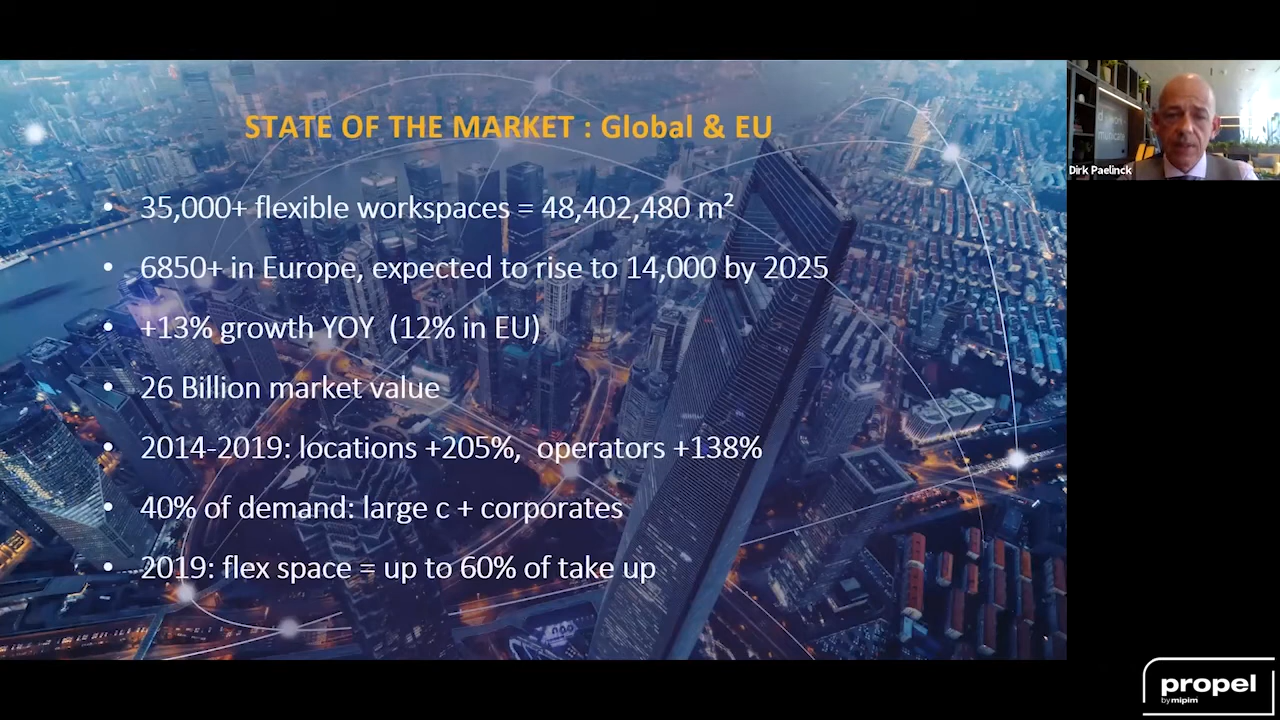 STATE OF THE MARKET : Global & EU
• 35,000+ flexible workspaces = 48,402,480 m²
• 6850+ in Europe, expected to rise to 14,000 by 2025
• +13% growth YOY (12% in EU)
• 26 Billion market value
• 2014-2019: locations +205%, operators +138%
• 40% of demand: large c + corporates
• 2019: flex space = up to 60% of take up
Dirk Paelinck
propel
by mipim